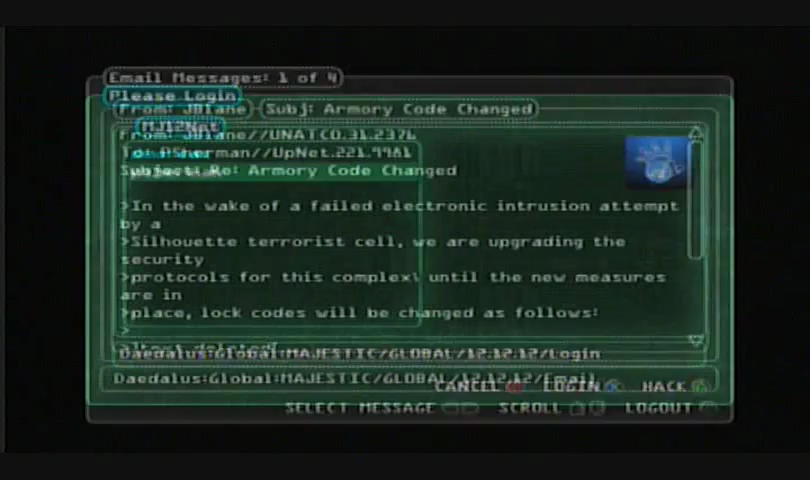 Email Messages: 1 of 4
Please Login
From: JBlane
Subj: Armory Code Changed
MJ12Net
From: JBlane//UNATCO.31.2376
To: DSherman//UpNet.221.9981
Subject: Re: Armory Code Changed
>In the wake of a failed electronic intrusion attempt
by a
>Silhouette terrorist cell, we are upgrading the
security
>protocols for this complex\ until the new measures
are in
>place, lock codes will be changed as follows:
>
deleted
Daedalus:Global:MAJESTIC/GLOBAL/12.12.12/Login
Daedalus:Global:MAJESTIC/GLOBAL/12.12.12/Email
CANCEL LOGIN HACK
SELECT MESSAGE SCROLL LOGOUT